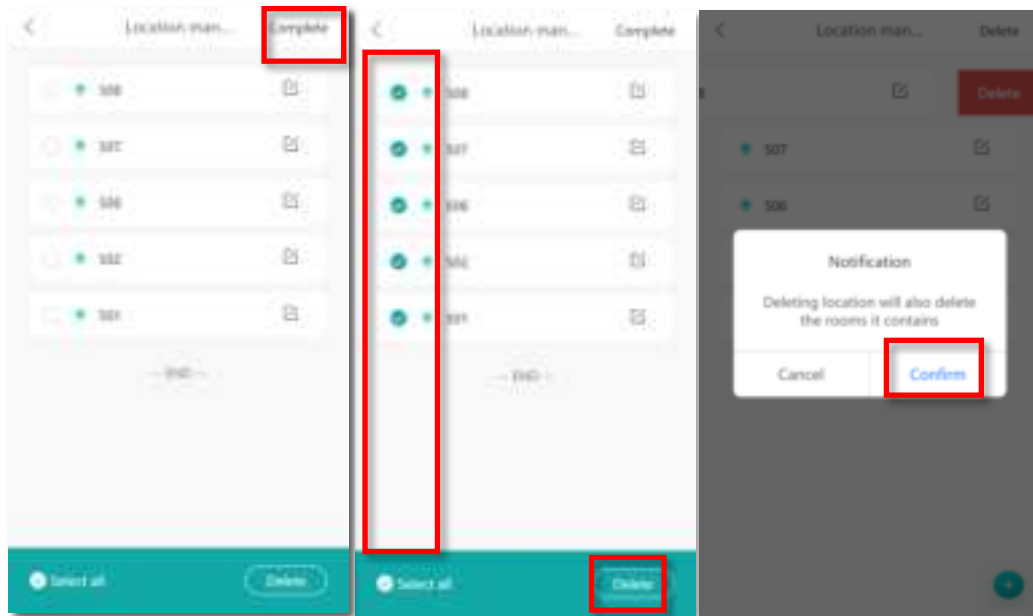 Location man... Complete
508
507
506
502
501
-- END --
Select all Delete
Location man... Complete
508
507
506
502
501
-- END --
Select all Delete
Location man... Delete
Delete
507
506
Notification
Deleting location will also delete
the rooms it contains
Cancel Confirm